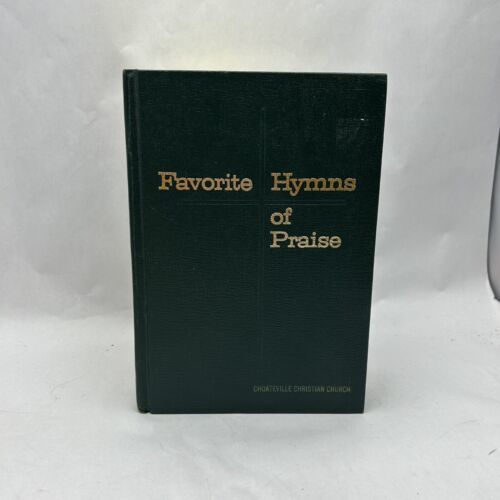 Favorite Hymns
of
Praise
CHOATEVILLE CHRISTIAN CHURCH